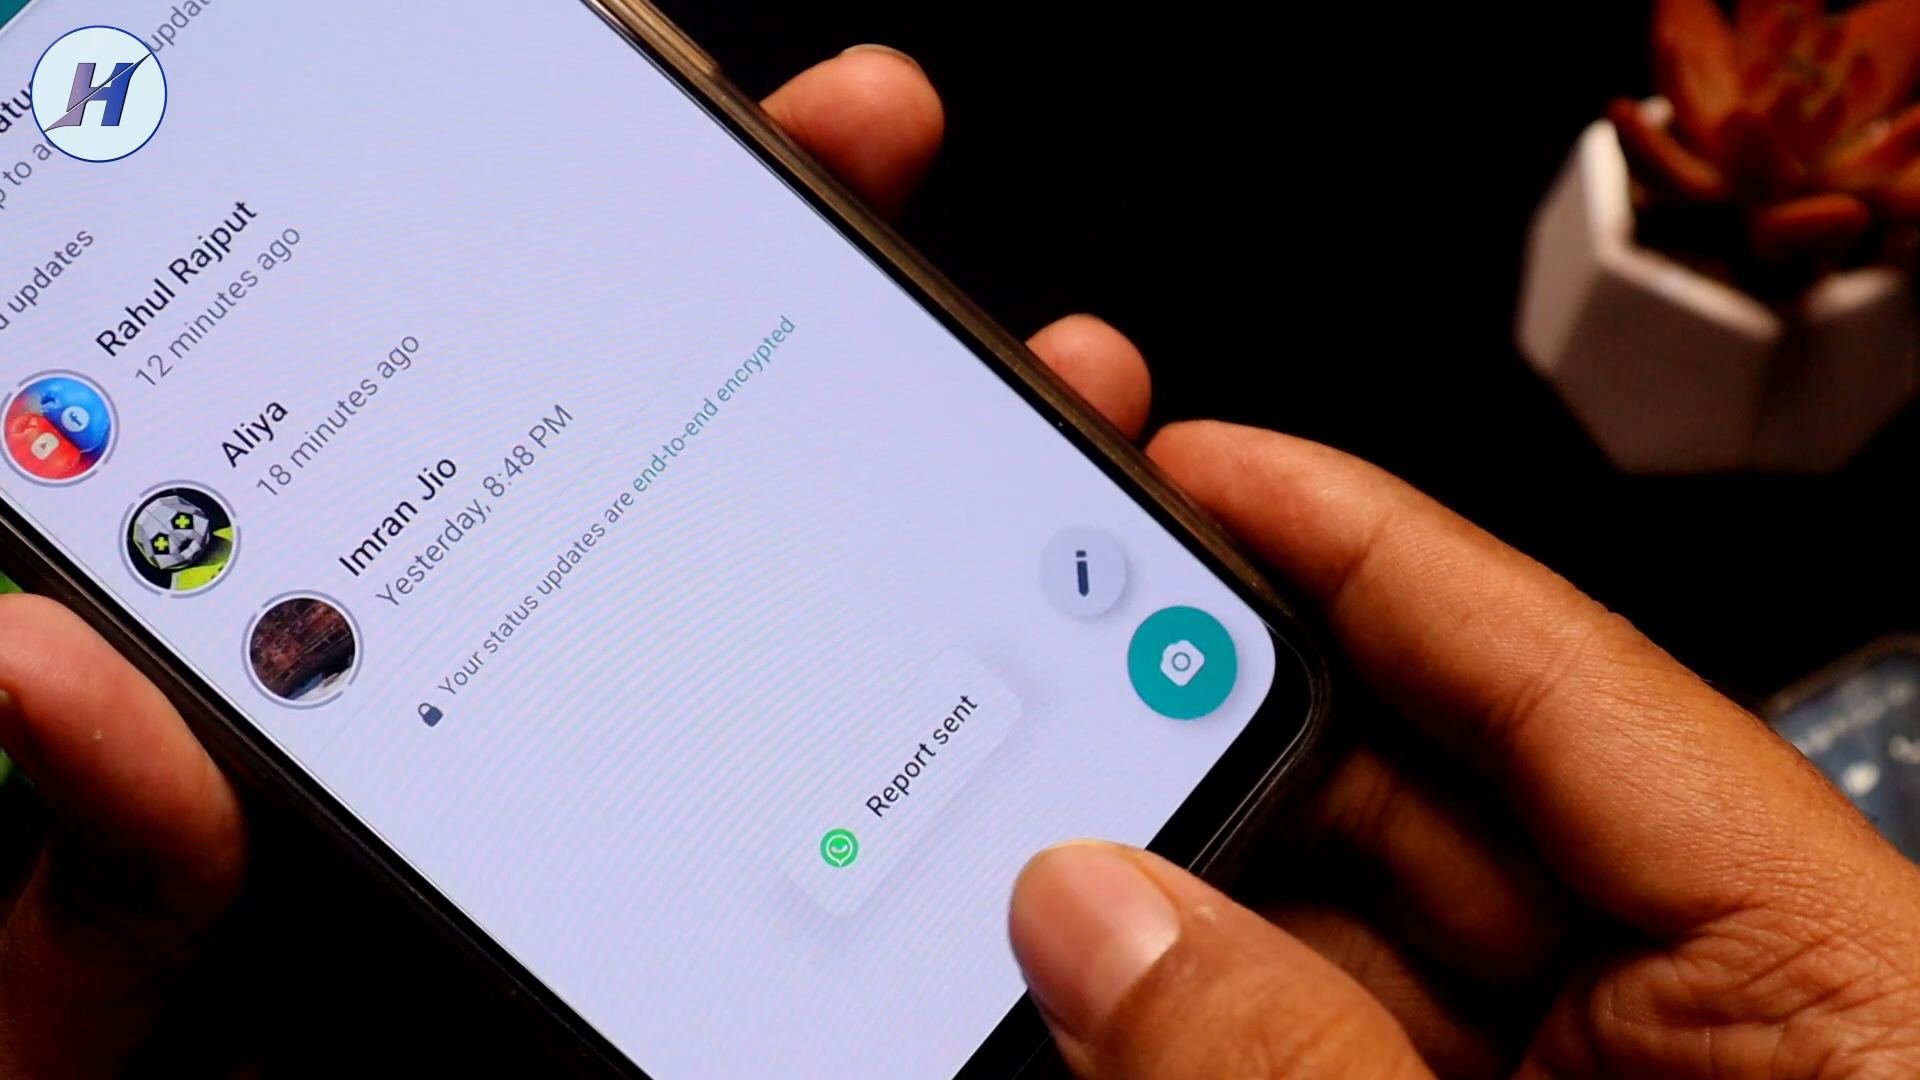 H
updates
Rahul Rajput
12 minutes ago
Aliya
18 minutes ago
Imran Jio
Yesterday, 8:48 PM
Your status updates are end-to-end encrypted
Report sent